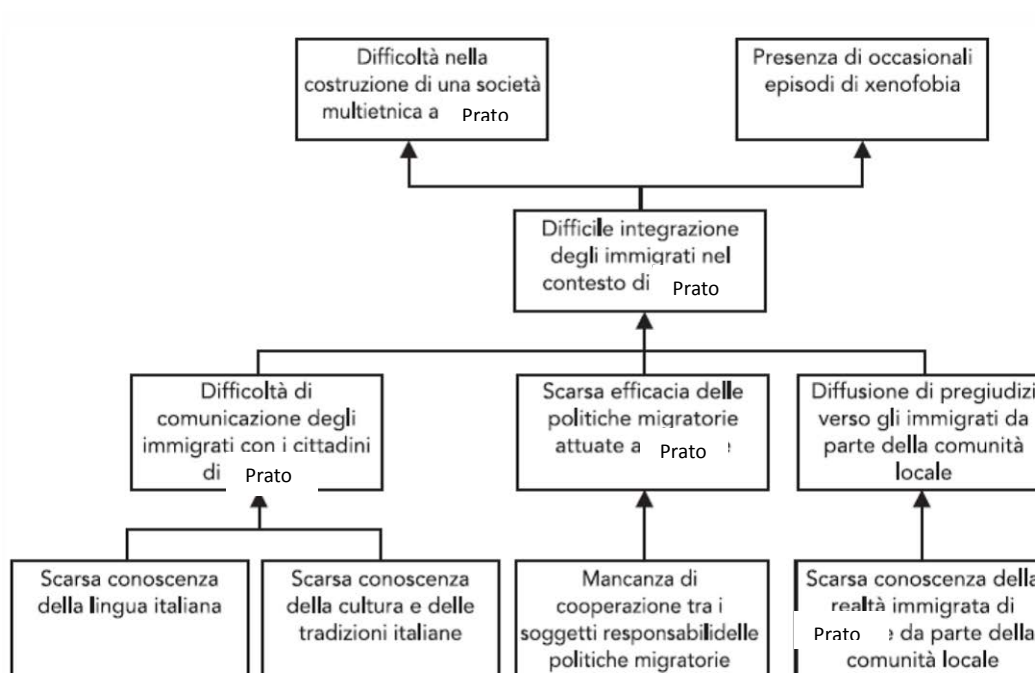 Difficoltà nella
costruzione di una società
multietnica a Prato
Presenza di occasionali
episodi di xenofobia
Difficile integrazione
degli immigrati nel
contesto di Prato
Difficoltà di
comunicazione degli
immigrati con i cittadini
di Prato
Scarsa efficacia delle
politiche migratorie
attuate a Prato e
Diffusione di pregiudizi
verso gli immigrati da
parte della comunità
locale
Scarsa conoscenza
della lingua italiana
Scarsa conoscenza
della cultura e delle
tradizioni italiane
Mancanza di
cooperazione tra i
soggetti responsabilidelle
politiche migratorie
Scarsa conoscenza della
realtà immigrata di
Prato e da parte della
comunità locale